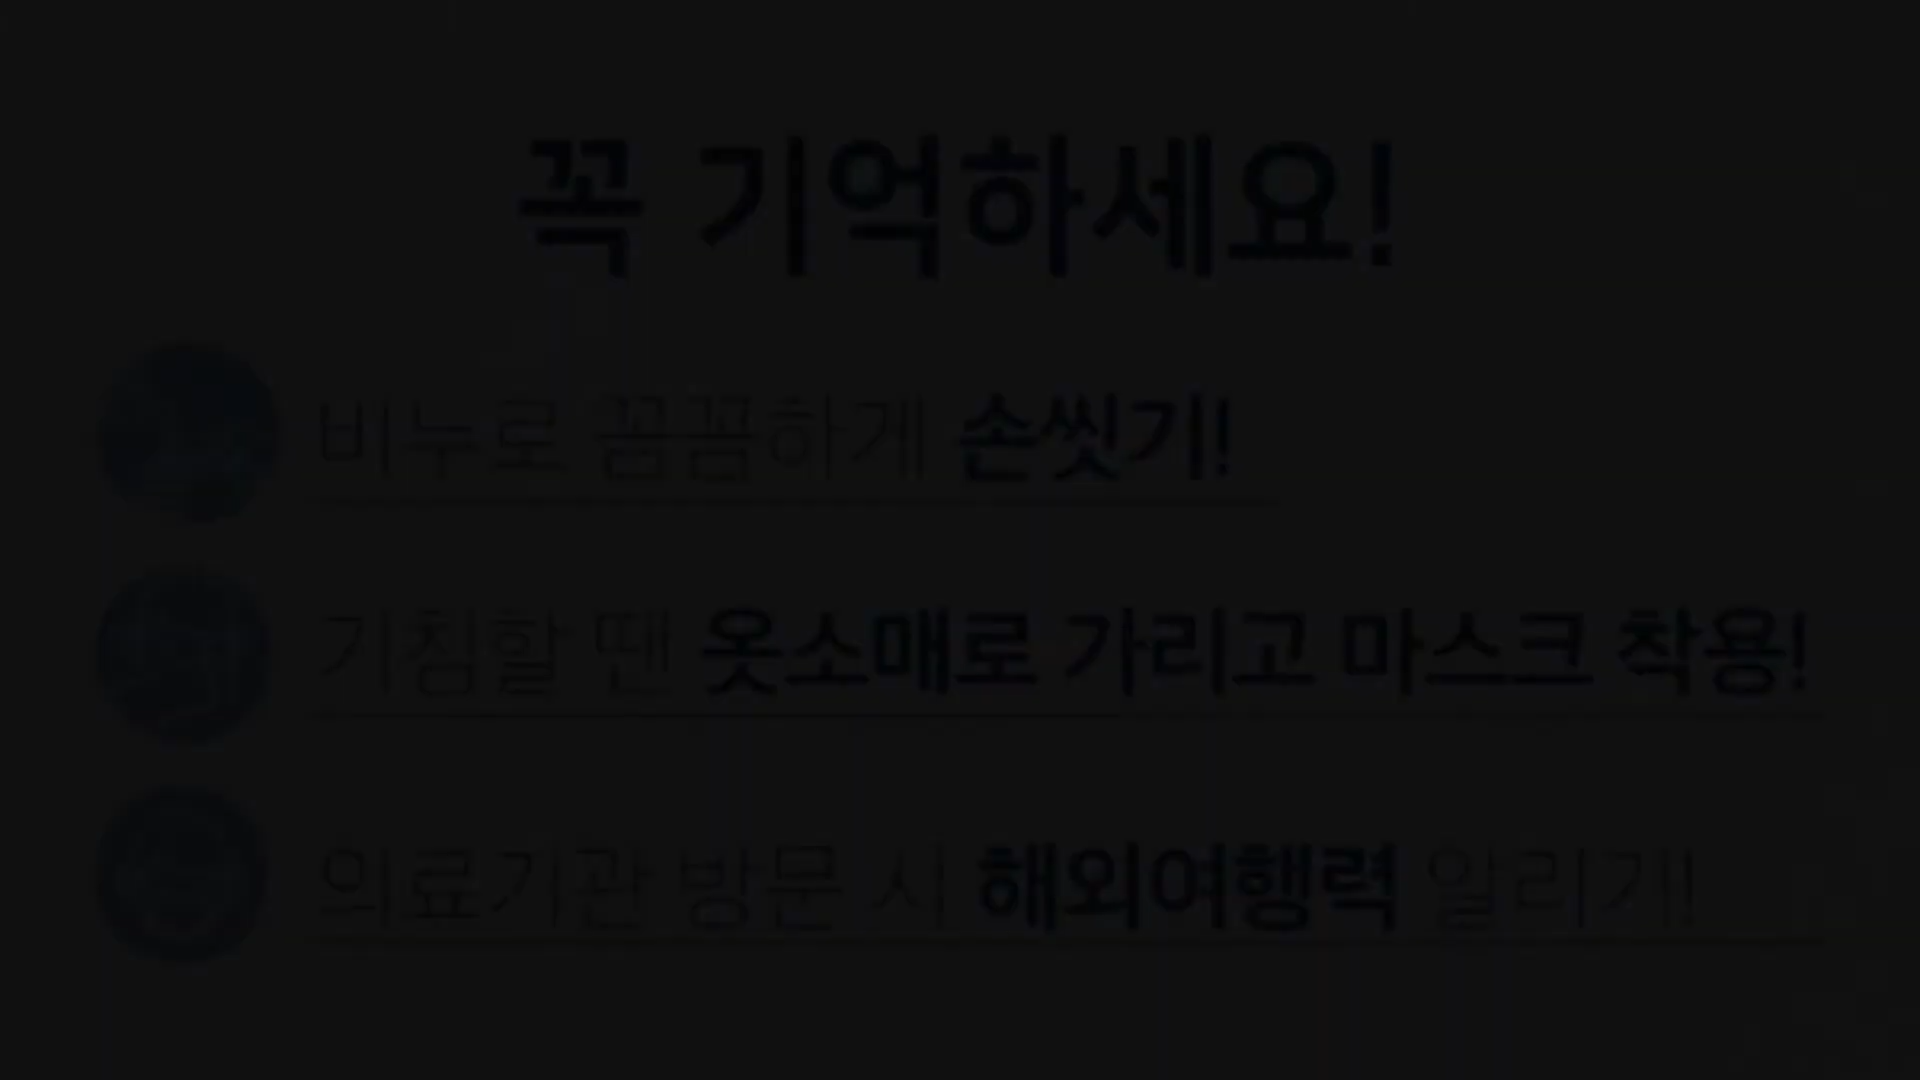 꼭 기억하세요!
비누로 꼼꼼하게 손씻기!
기침할 땐 옷소매로 가리고 마스크 착용!
의료기관 방문 시 해외여행력 알리기!